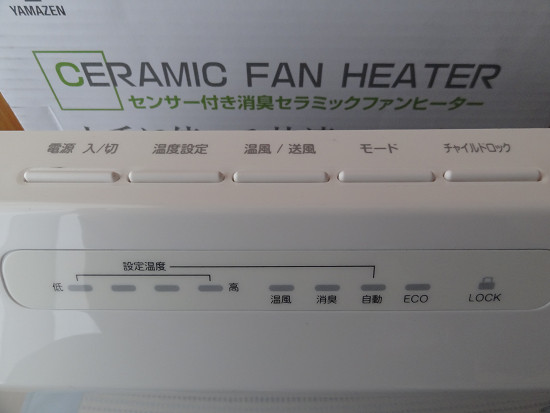 YAMAZEN
CERAMIC FAN HEATER
センサー付き消臭セラミックファンヒーター
電源 入/切 温度設定 温風 / 送風 モード チャイルドロック
設定温度
低 高
温風 消臭 自動 ECO LOCK